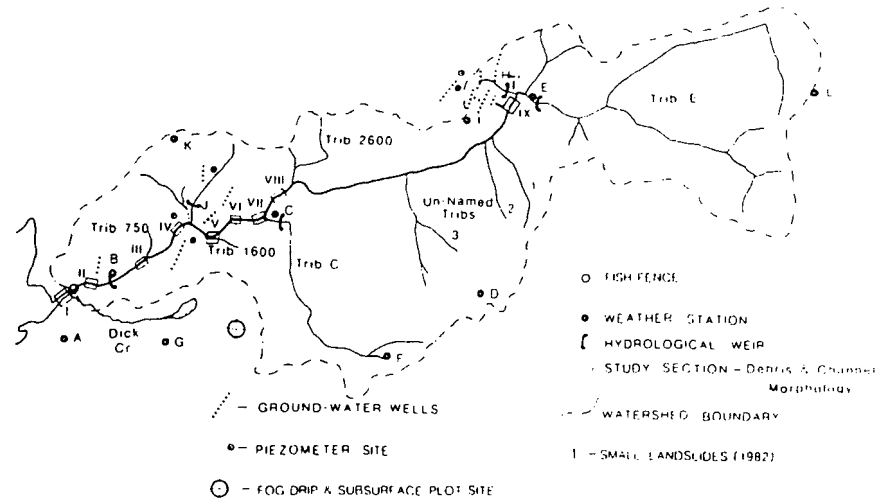 H
E
IX
I
Trib E
L
K
Trib 2600
VIII
J
VI
VII
C
Un-Named
Tribs
2
3
Trib 750
IV
V
Trib 1600
III
B
II
Trib C
I
D
Dick
Cr
A
G
F
FISH FENCE
WEATHER STATION
HYDROLOGICAL WEIR
STUDY SECTION - Debris & Channel
Morphology
WATERSHED BOUNDARY
SMALL LANDSLIDES (1982)
- GROUND-WATER WELLS
- PIEZOMETER SITE
- FOG DRIP & SUBSURFACE PLOT SITE